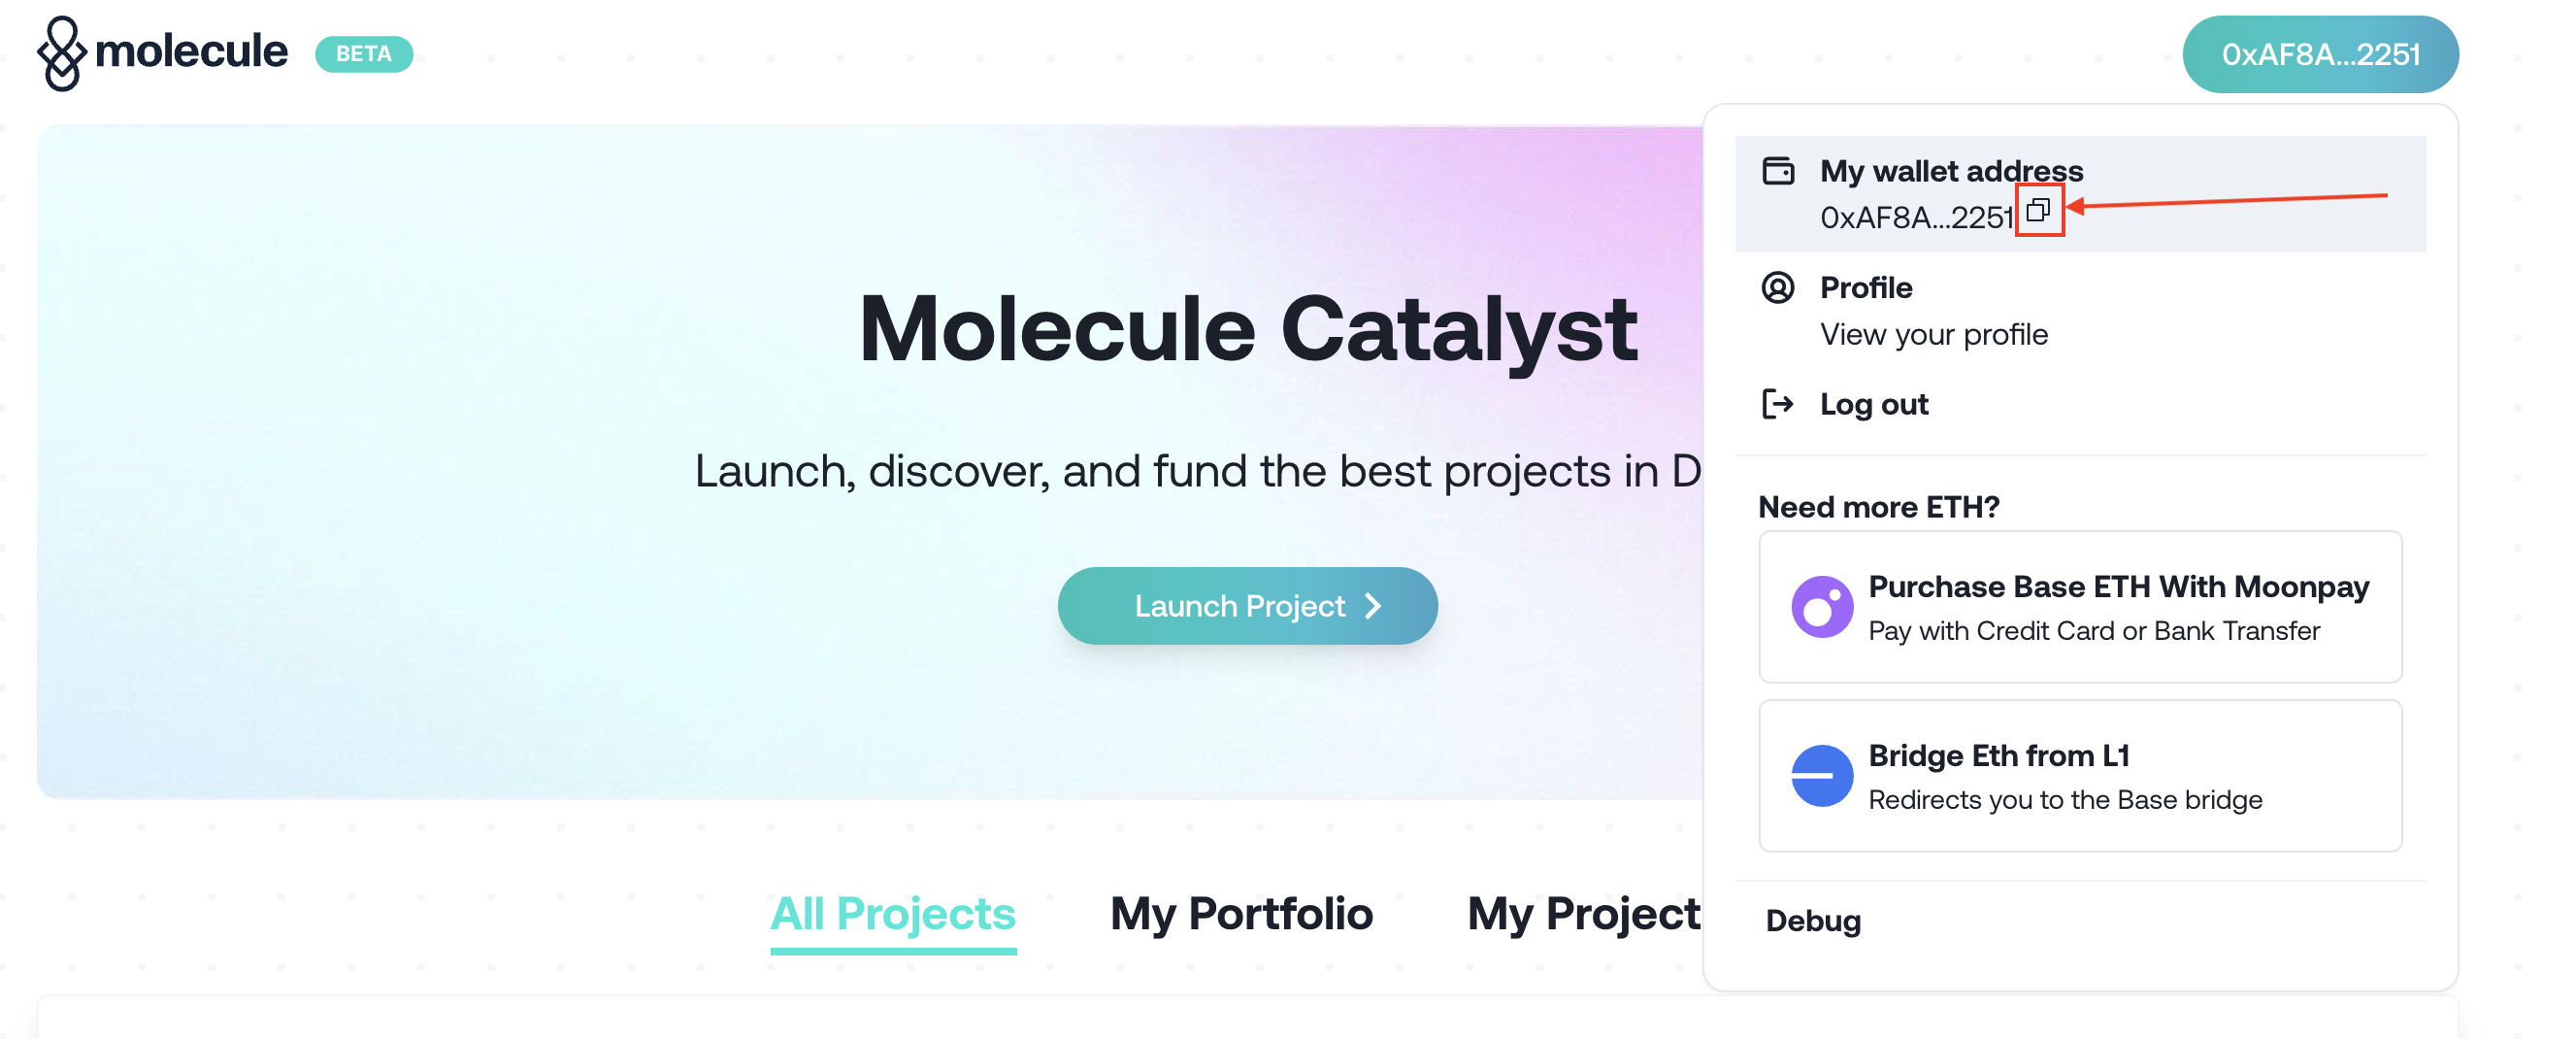 molecule BETA
0xAF8A...2251
My wallet address
0xAF8A...2251
Profile
View your profile
Log out
Need more ETH?
Purchase Base ETH With Moonpay
Pay with Credit Card or Bank Transfer
Bridge Eth from L1
Redirects you to the Base bridge
Debug
Molecule Catalyst
Launch, discover, and fund the best projects in D
Launch Project
All Projects My Portfolio My Project